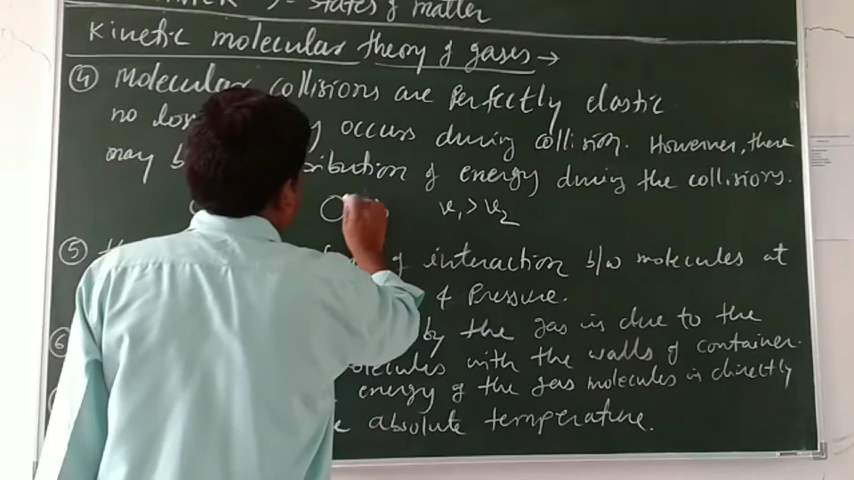 :- States of matter
Kinetic molecular theory of gases →
④ Molecular collisions are Perfectly elastic
no loss occurs during collision. However, there
may b ribution of energy during the collisions.
v₁ > v₂
⑤ of interaction b/w molecules at
& Pressure.
⑥ by the gas is due to the
with the walls of container.
energy of the gas molecules is directly
absolute temperature.